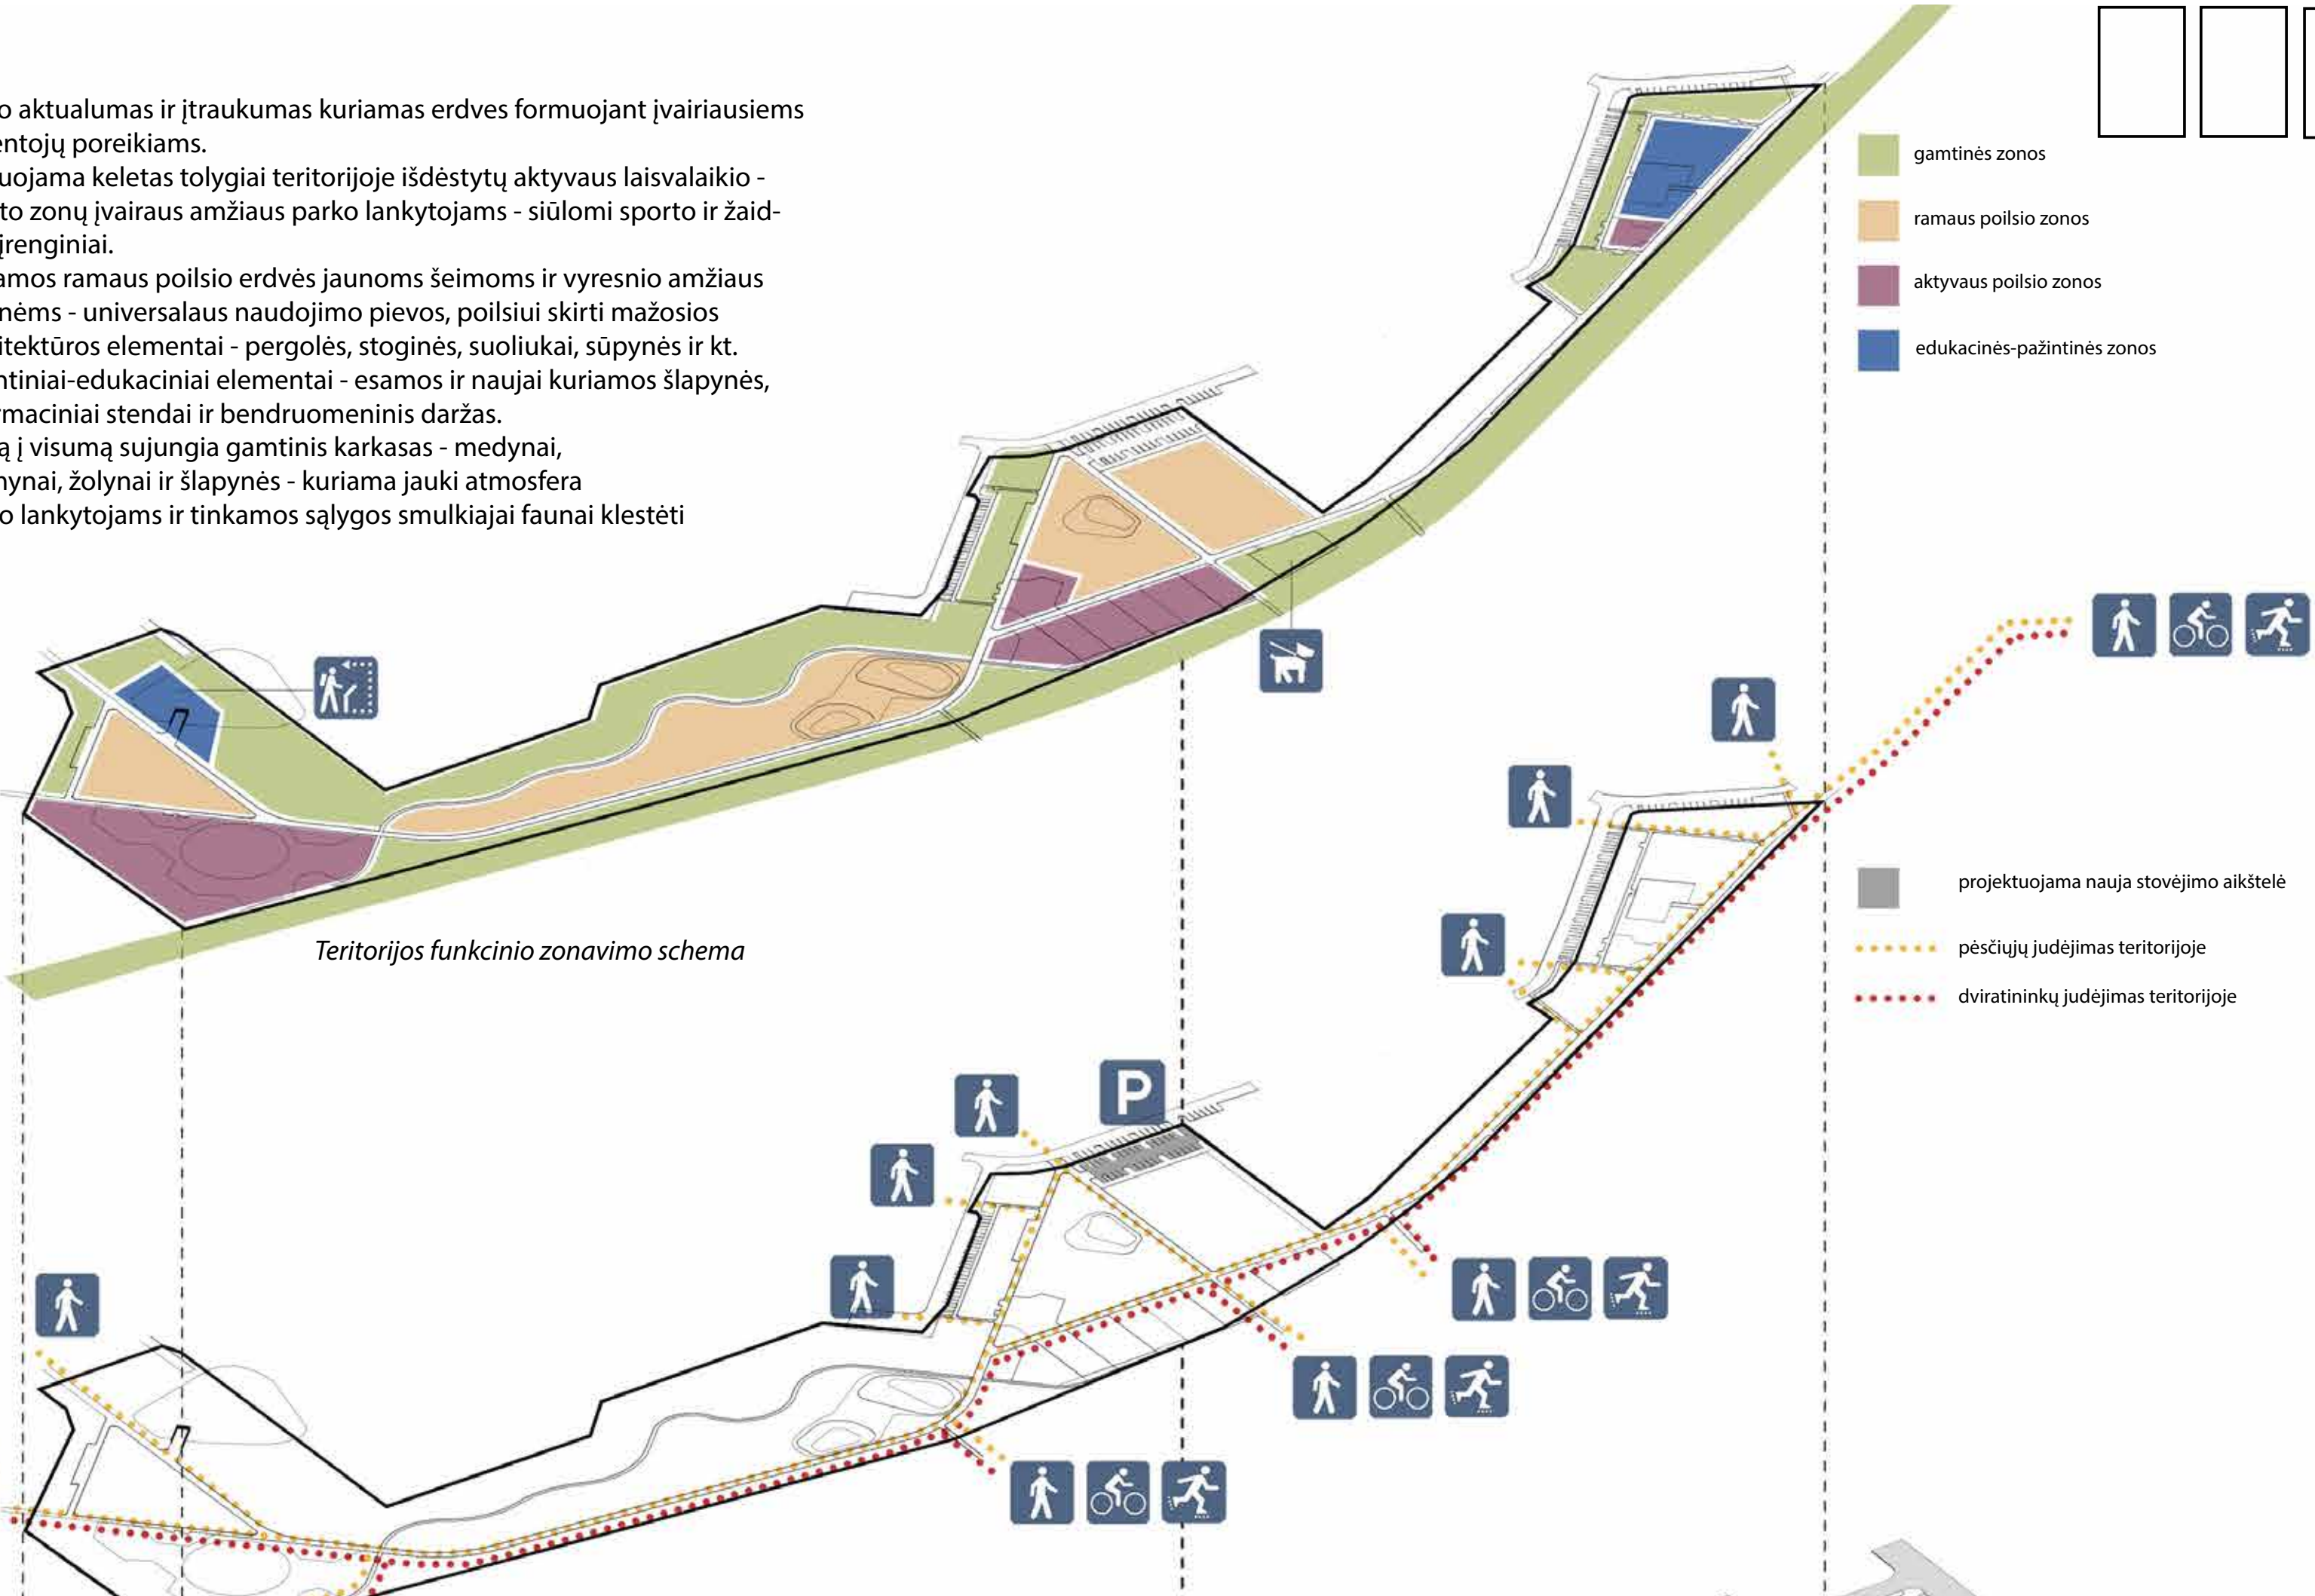 o aktualumas ir įtraukumas kuriamas erdves formuojant įvairiausiems
entojų poreikiams.
uojama keletas tolygiai teritorijoje išdėstytų aktyvaus laisvalaikio -
to zonų įvairaus amžiaus parko lankytojams - siūlomi sporto ir žaid-
įrenginiai.
amos ramaus poilsio erdvės jaunoms šeimoms ir vyresnio amžiaus
nėms - universalaus naudojimo pievos, poilsiui skirti mažosios
itektūros elementai - pergolės, stoginės, suoliukai, sūpynės ir kt.
ntiniai-edukaciniai elementai - esamos ir naujai kuriamos šlapynės,
rmaciniai stendai ir bendruomeninis daržas.
ą į visumą sujungia gamtinis karkasas - medynai,
nynai, žolynai ir šlapynės - kuriama jauki atmosfera
o lankytojams ir tinkamos sąlygos smulkiajai faunai klestėti
gamtinės zonos
ramaus poilsio zonos
aktyvaus poilsio zonos
edukacinės-pažintinės zonos
Teritorijos funkcinio zonavimo schema
projektuojama nauja stovėjimo aikštelė
pėsčiųjų judėjimas teritorijoje
dviratininkų judėjimas teritorijoje
P